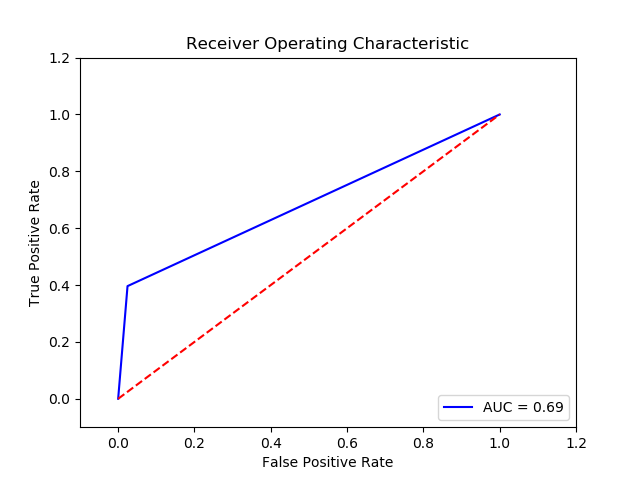 Receiver Operating Characteristic
1.2
1.0
0.8
0.6
0.4
0.2
0.0
True Positive Rate
AUC = 0.69
0.0 0.2 0.4 0.6 0.8 1.0 1.2
False Positive Rate